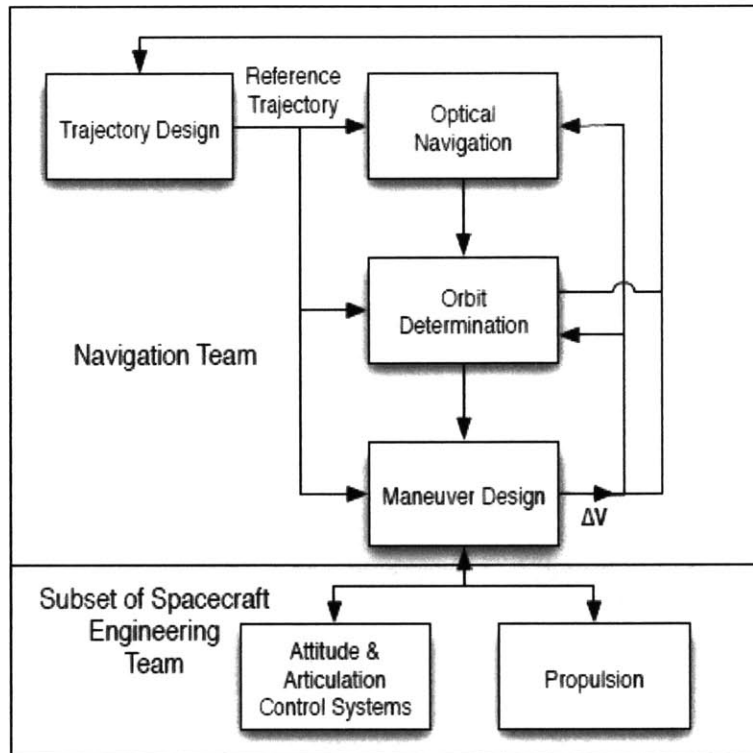 Trajectory Design
Reference
Trajectory
Optical
Navigation
Orbit
Determination
Navigation Team
Maneuver Design
ΔV
Subset of Spacecraft
Engineering
Team
Attitude &
Articulation
Control Systems
Propulsion